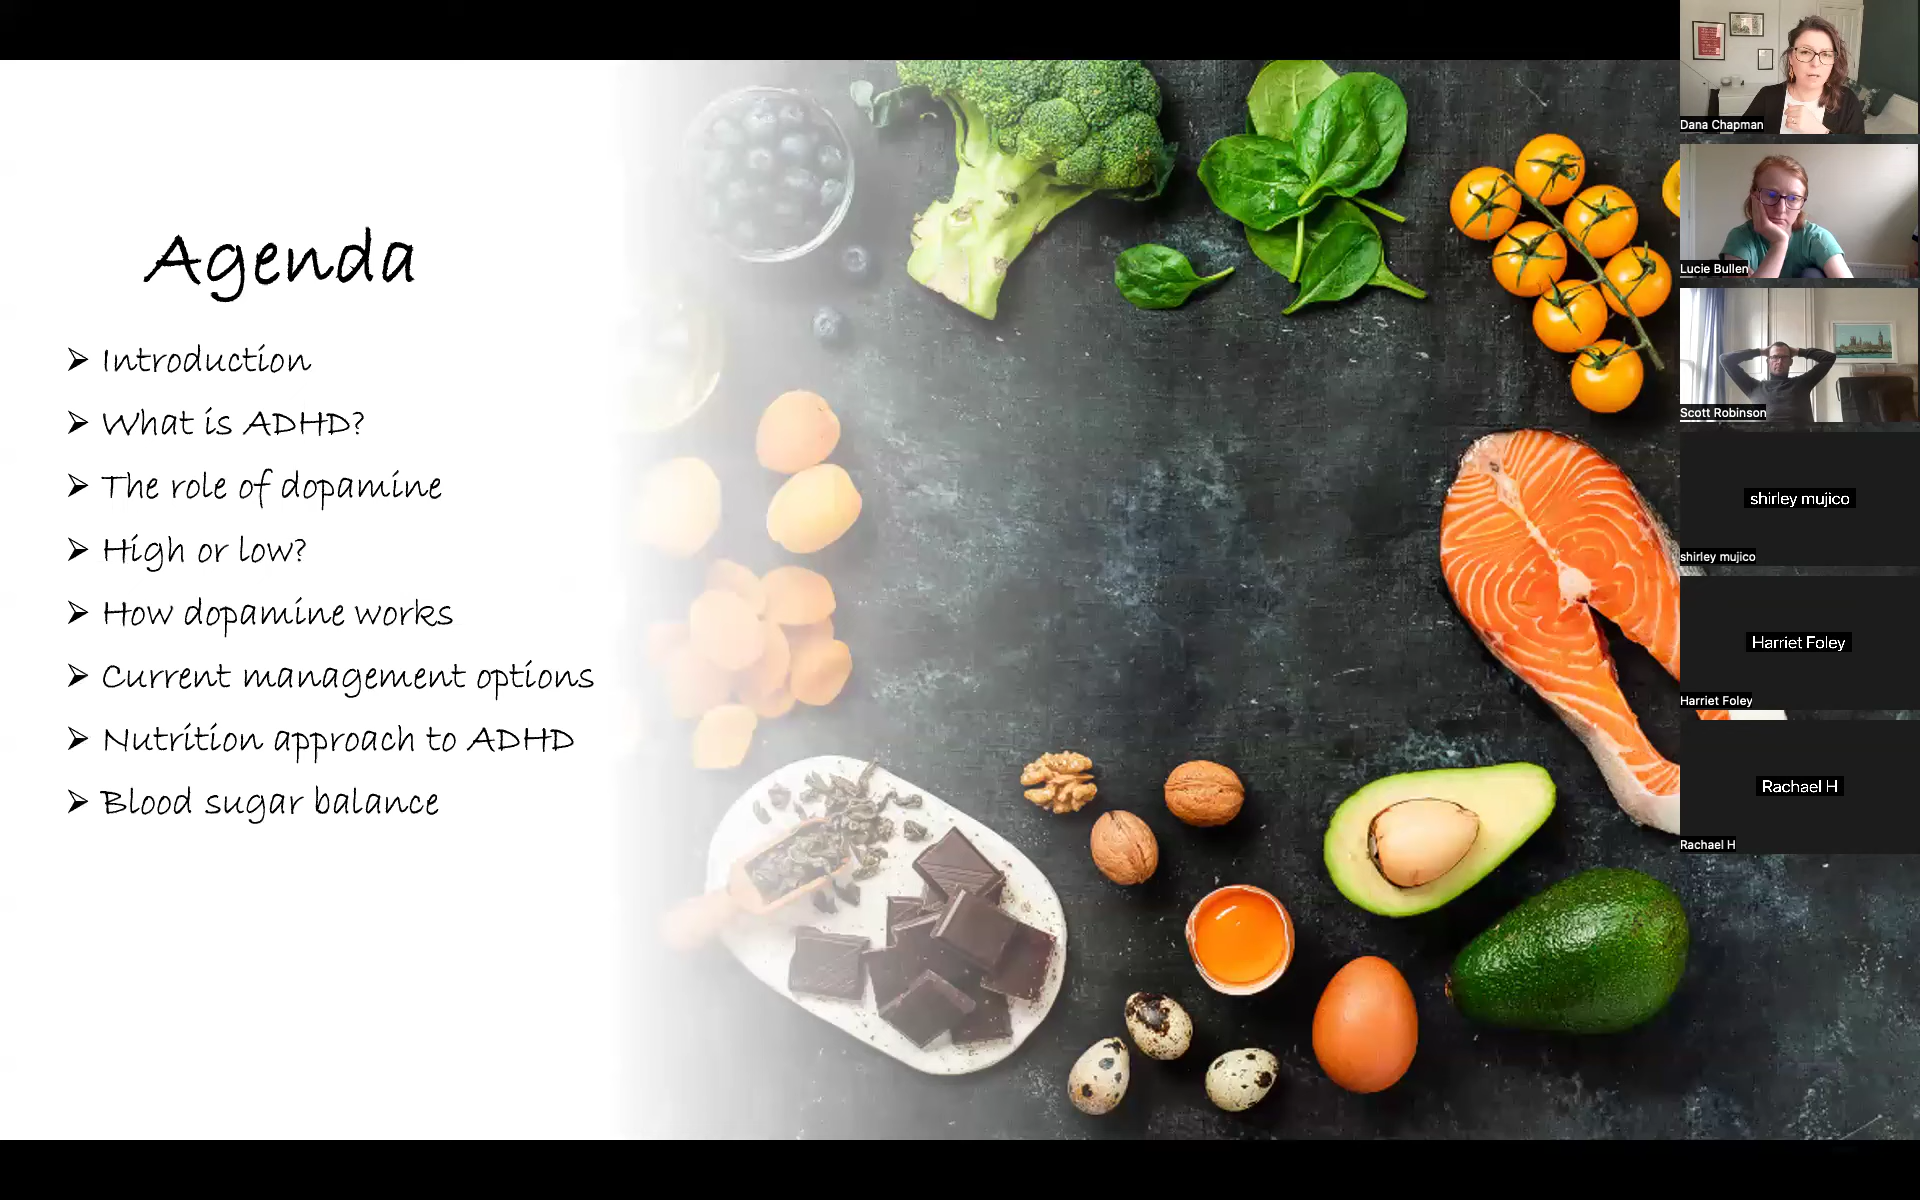 Agenda
Introduction
What is ADHD?
The role of dopamine
High or low?
How dopamine works
Current management options
Nutrition approach to ADHD
Blood sugar balance
Dana Chapman
Lucie Bullen
Scott Robinson
shirley mujico
shirley mujico
Harriet Foley
Harriet Foley
Rachael H
Rachael H